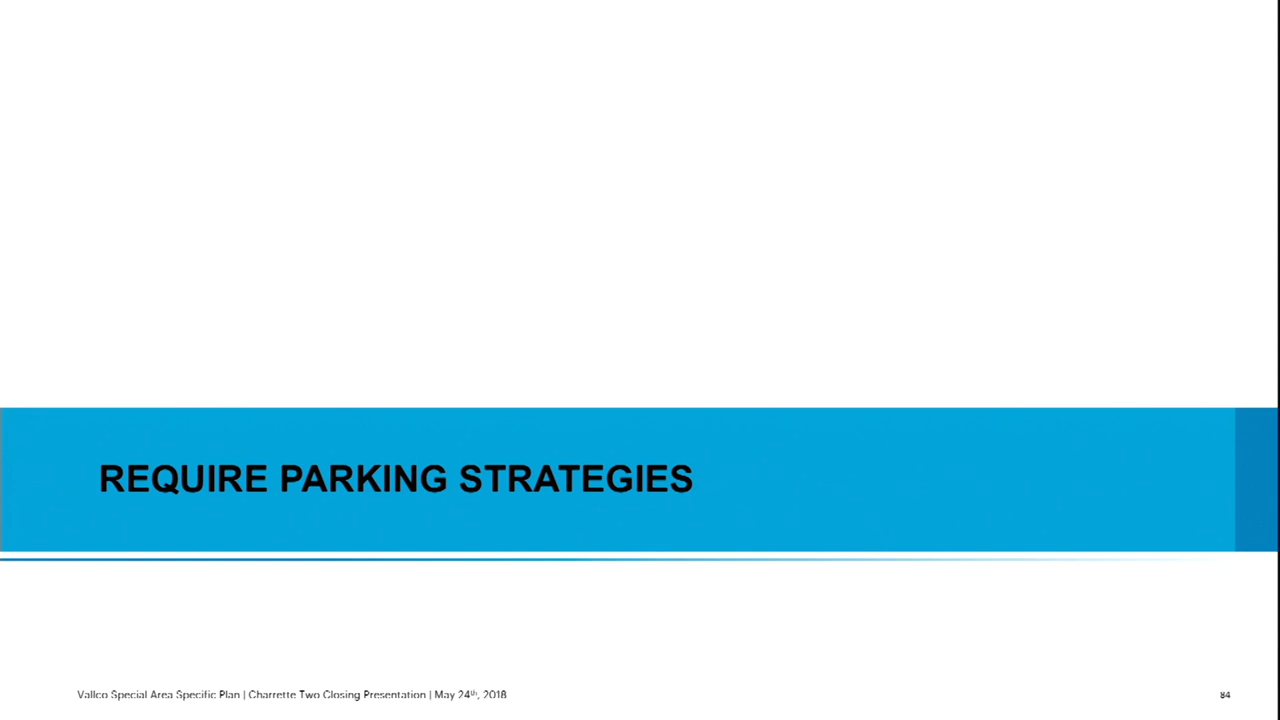 REQUIRE PARKING STRATEGIES
Vallco Special Area Specific Plan | Charrette Two Closing Presentation | May 24th, 2018
84